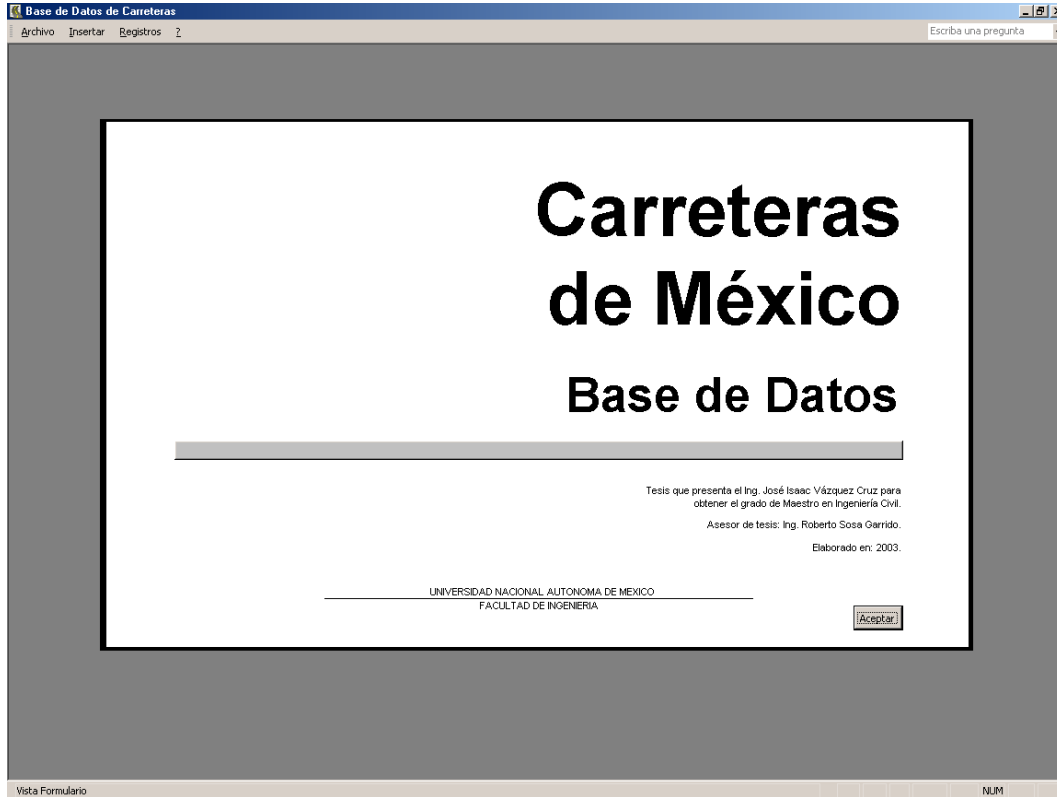 Base de Datos de Carreteras
Archivo Insertar Registros ?
Escriba una pregunta
Carreteras
de México
Base de Datos
Tesis que presenta el Ing. José Isaac Vázquez Cruz para
obtener el grado de Maestro en Ingeniería Civil.
Asesor de tesis: Ing. Roberto Sosa Garrido.
Elaborado en: 2003.
UNIVERSIDAD NACIONAL AUTONOMA DE MEXICO
FACULTAD DE INGENIERIA
Aceptar
Vista Formulario
NUM